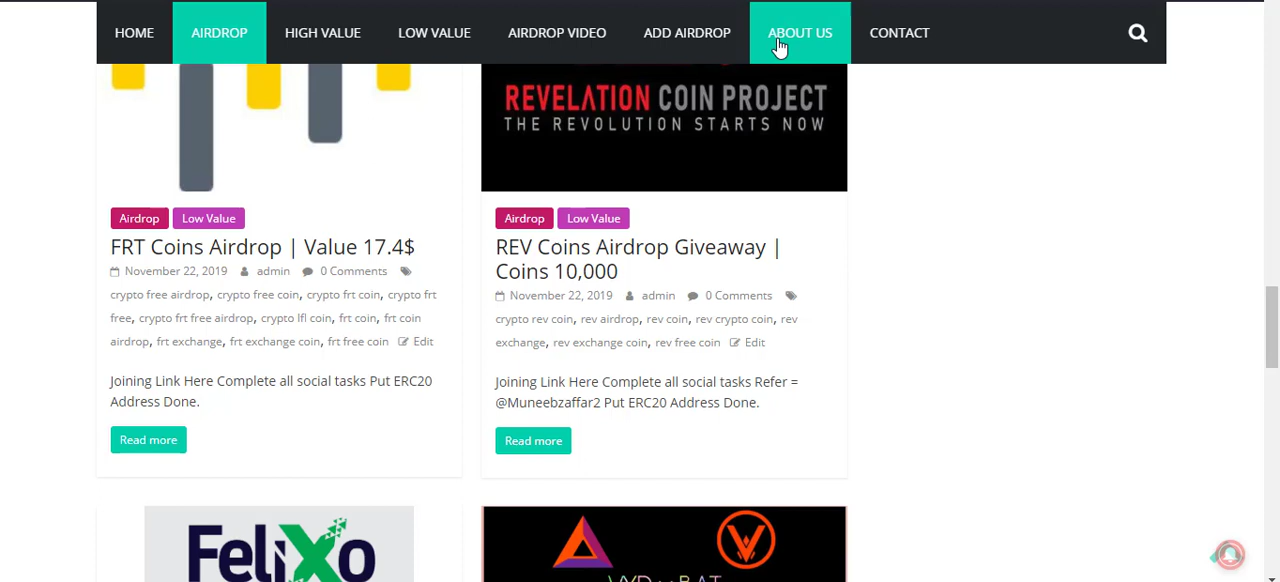 HOME AIRDROP HIGH VALUE LOW VALUE AIRDROP VIDEO ADD AIRDROP ABOUT US CONTACT
REVELATION COIN PROJECT
THE REVOLUTION STARTS NOW
Airdrop Low Value
FRT Coins Airdrop | Value 17.4$
November 22, 2019 admin 0 Comments
crypto free airdrop, crypto free coin, crypto frt coin, crypto frt
free, crypto frt free airdrop, crypto lfl coin, frt coin, frt coin
airdrop, frt exchange, frt exchange coin, frt free coin Edit
Joining Link Here Complete all social tasks Put ERC20
Address Done.
Read more
Airdrop Low Value
REV Coins Airdrop Giveaway |
Coins 10,000
November 22, 2019 admin 0 Comments
crypto rev coin, rev airdrop, rev coin, rev crypto coin, rev
exchange, rev exchange coin, rev free coin Edit
Joining Link Here Complete all social tasks Refer =
@Muneebzaffar2 Put ERC20 Address Done.
Read more
FeliXo